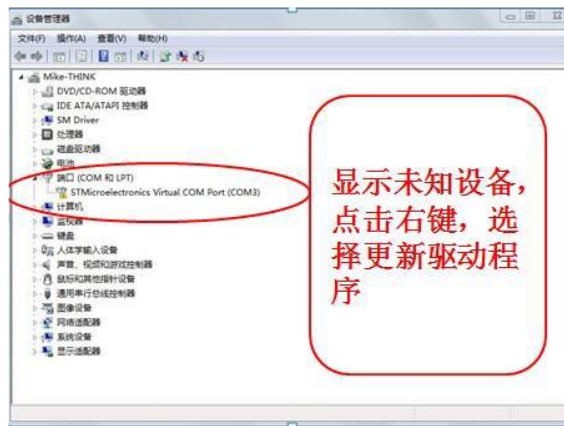 设备管理器
文件(F) 操作(A) 查看(V) 帮助(H)
Mike-THINK
DVD/CD-ROM 驱动器
IDE ATA/ATAPI 控制器
SM Driver
处理器
磁盘驱动器
电池
端口 (COM 和 LPT)
STMicroelectronics Virtual COM Port (COM3)
计算机
监视器
键盘
人体学输入设备
声音、视频和游戏控制器
鼠标和其他指针设备
通用串行总线控制器
图像设备
网络适配器
系统设备
显示适配器
显示未知设备，
点击右键，选
择更新驱动程
序